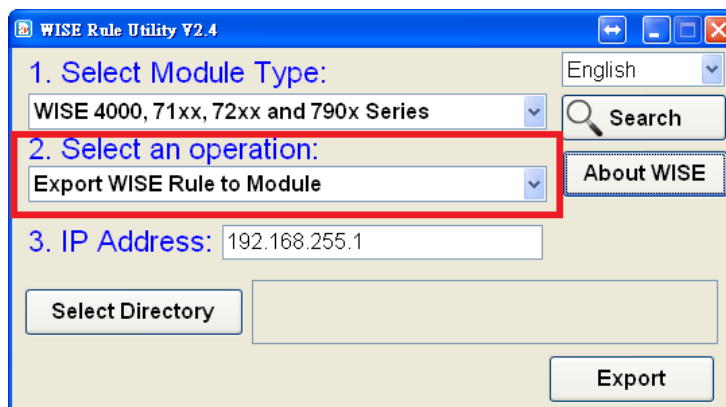 WISE Rule Utility V2.4
1. Select Module Type:
English
WISE 4000, 71xx, 72xx and 790x Series
Search
2. Select an operation:
About WISE
Export WISE Rule to Module
3. IP Address: 192.168.255.1
Select Directory
Export